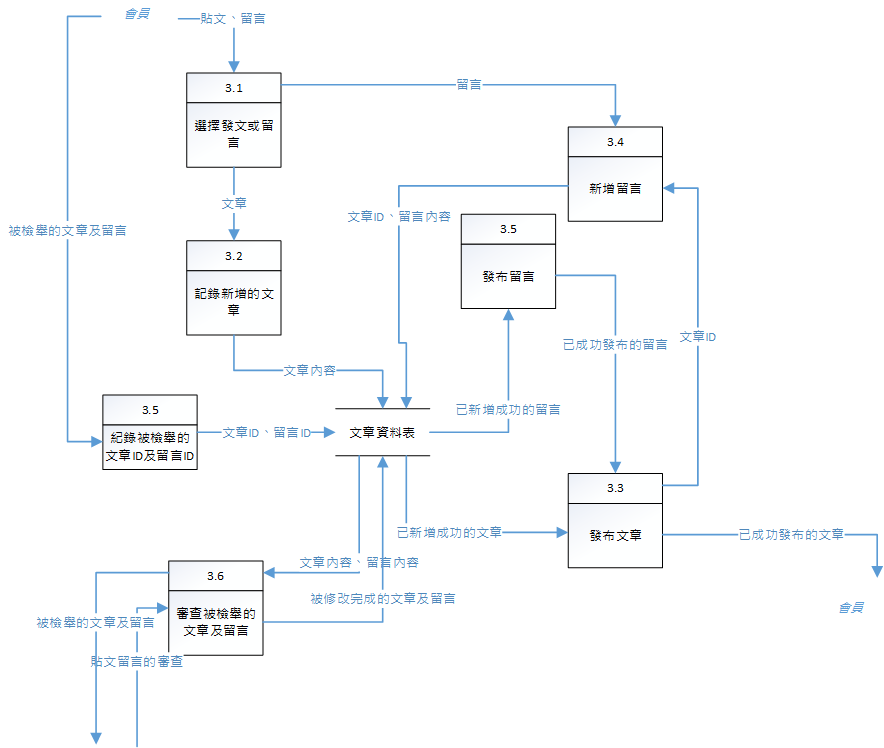 會員
貼文、留言
3.1
選擇發文或留
言
留言
3.4
新增留言
文章
文章ID、留言內容
被檢舉的文章及留言
3.5
發布留言
3.2
記錄新增的文
章
已成功發布的留言
文章ID
文章內容
3.5
紀錄被檢舉的
文章ID及留言ID
文章ID、留言ID
文章資料表
已新增成功的留言
3.3
發布文章
已新增成功的文章
已成功發布的文章
文章內容、留言內容
3.6
審查被檢舉的
文章及留言
被修改完成的文章及留言
會員
被檢舉的文章及留言
貼文留言的審查